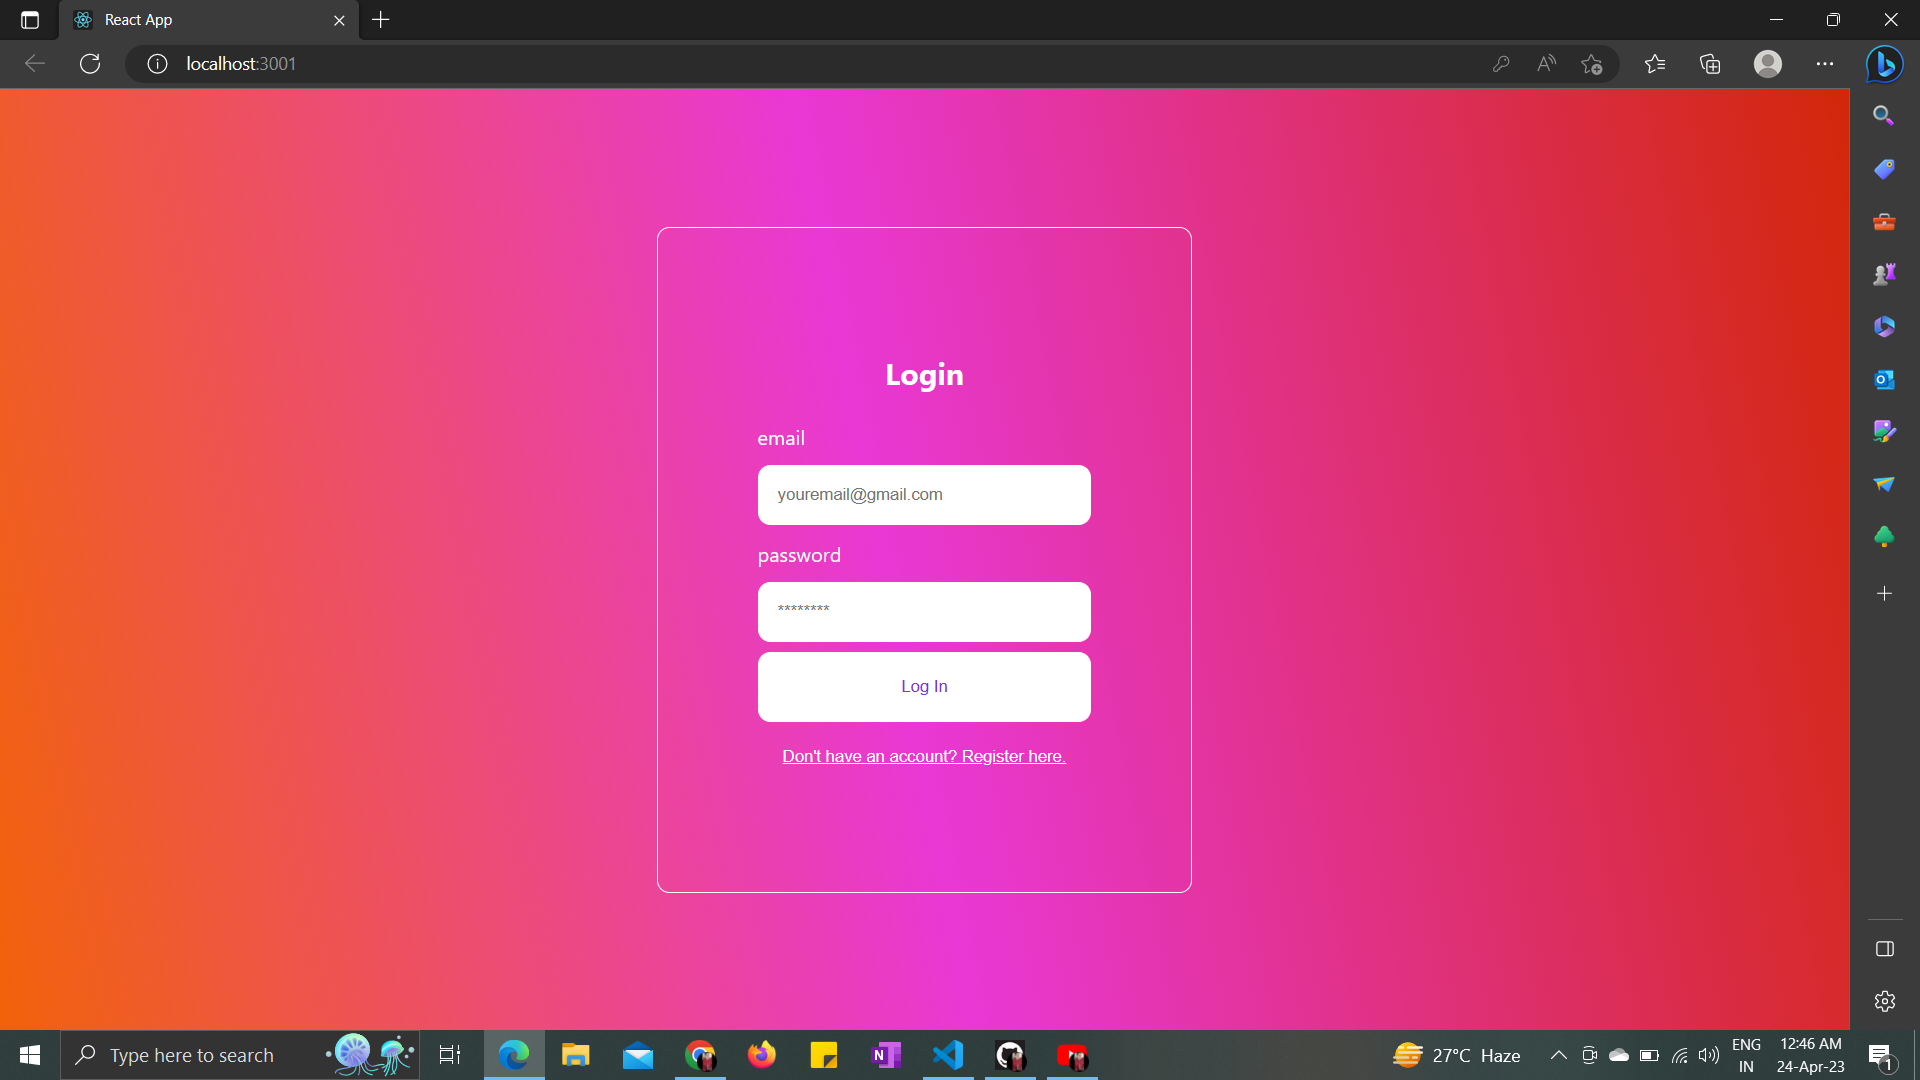 React App
localhost:3001
Login
email
youremail@gmail.com
password
********
Log In
Don't have an account? Register here.
Type here to search
27°C Haze
ENG
IN
12:46 AM
24-Apr-23
1